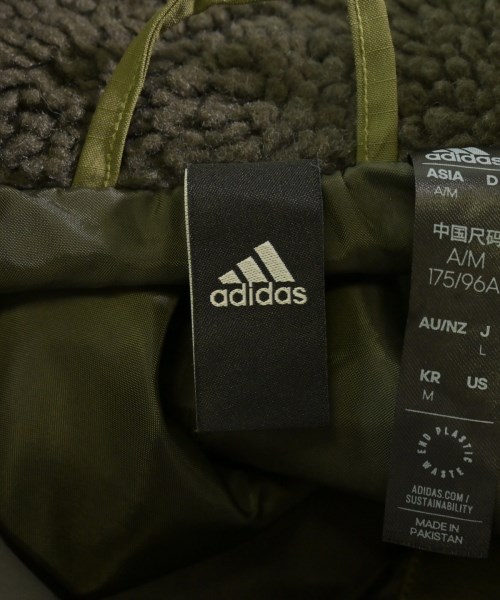 adidas
adidas
ASIA D
A/M
中国尺码
A/M
175/96A
AU/NZ J
L
KR US
M
END PLASTIC WASTE
ADIDAS.COM/
SUSTAINABILITY
MADE IN
PAKISTAN